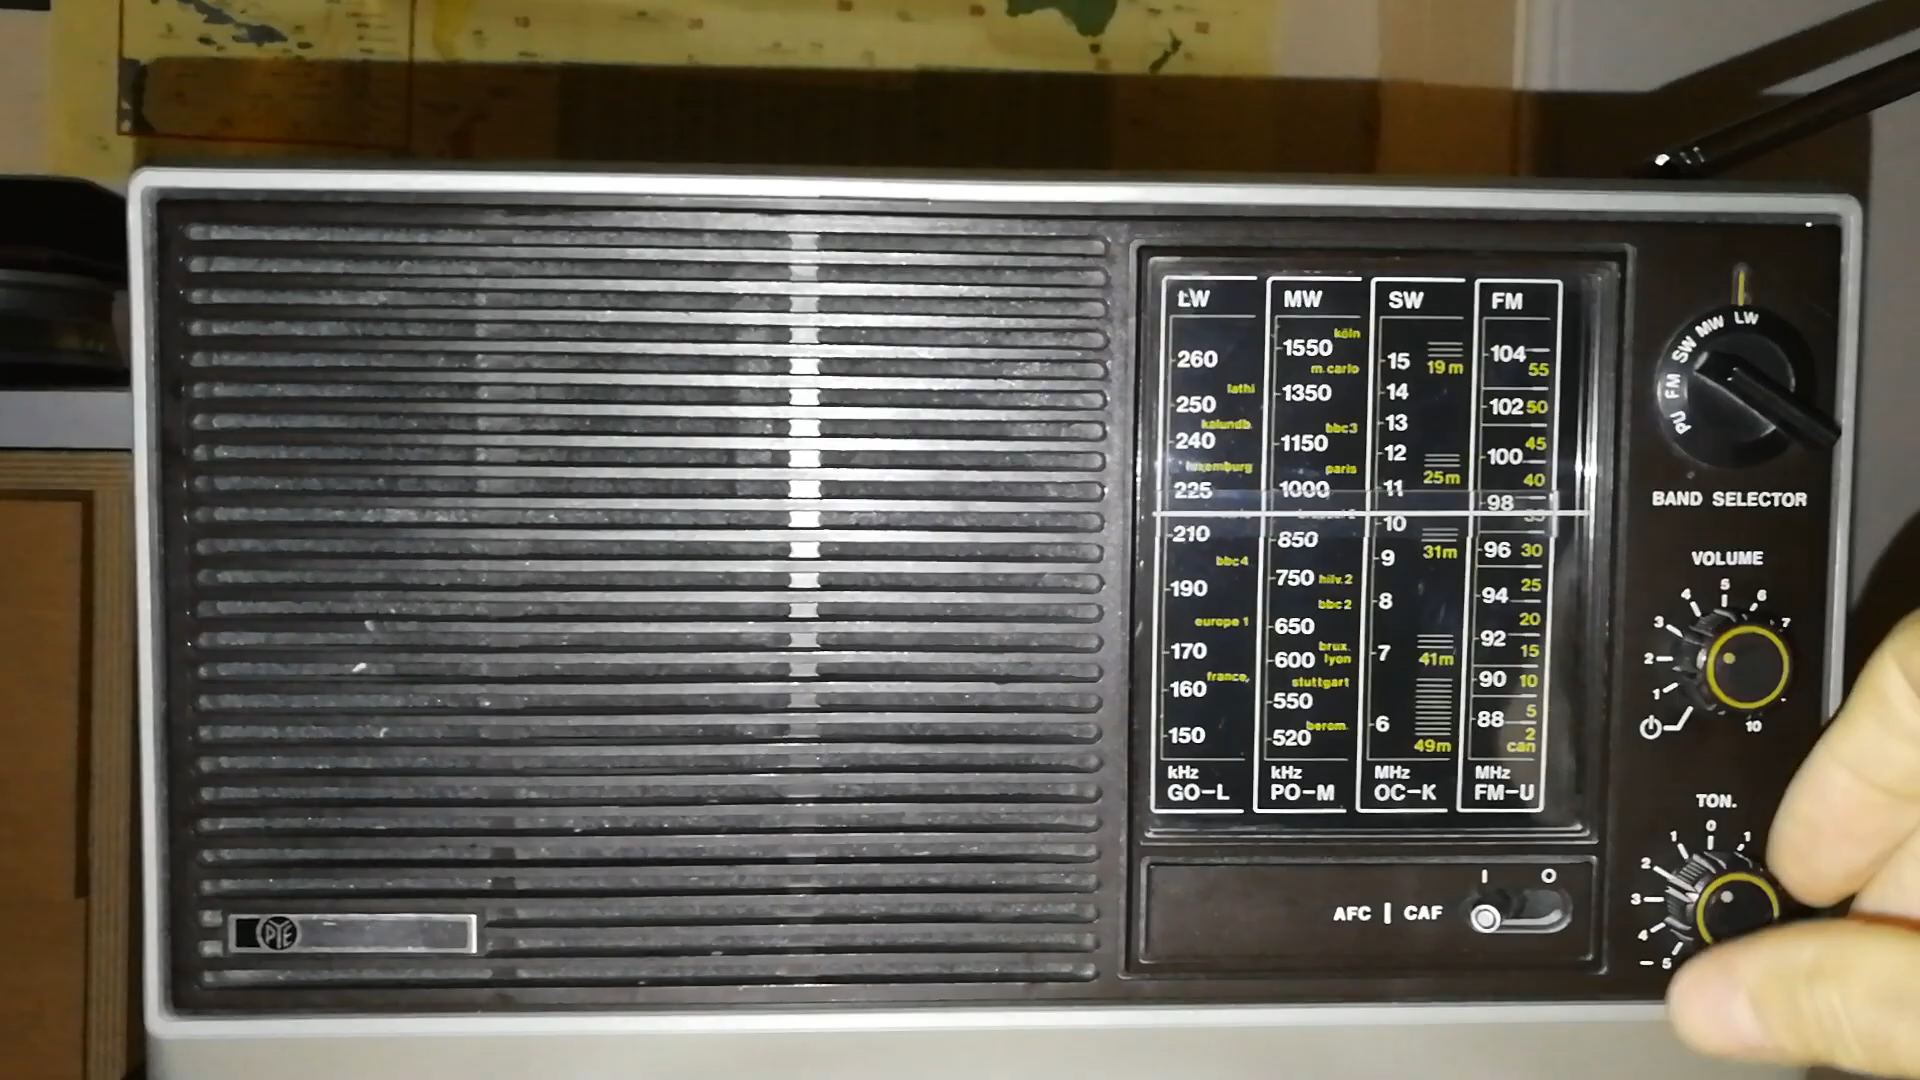 LW
260
lathi
250
kalundb.
240
luxemburg
225
210
bbc4
190
europe 1
170
france,
160
150
kHz
GO-L
MW
köln
1550
m. carlo
1350
bbc3
1150
paris
1000
850
750 hilv. 2
bbc2
650
brux.
600 lyon
stuttgart
550
berom.
520
kHz
PO-M
SW
15 19m
14
13
12
25m
11
10
31m
9
8
7 41m
6
49m
MHz
OC-K
FM
104
55
102 50
45
100
40
98
35
96 30
25
94
20
92
15
90 10
5
88
2
can
MHz
FM-U
LW
MW
SW
FM
PU
BAND SELECTOR
VOLUME
1 2 3 4 5 6 7
10
TON.
1 0 1
2
3
4
- 5
I O
AFC | CAF
PYE